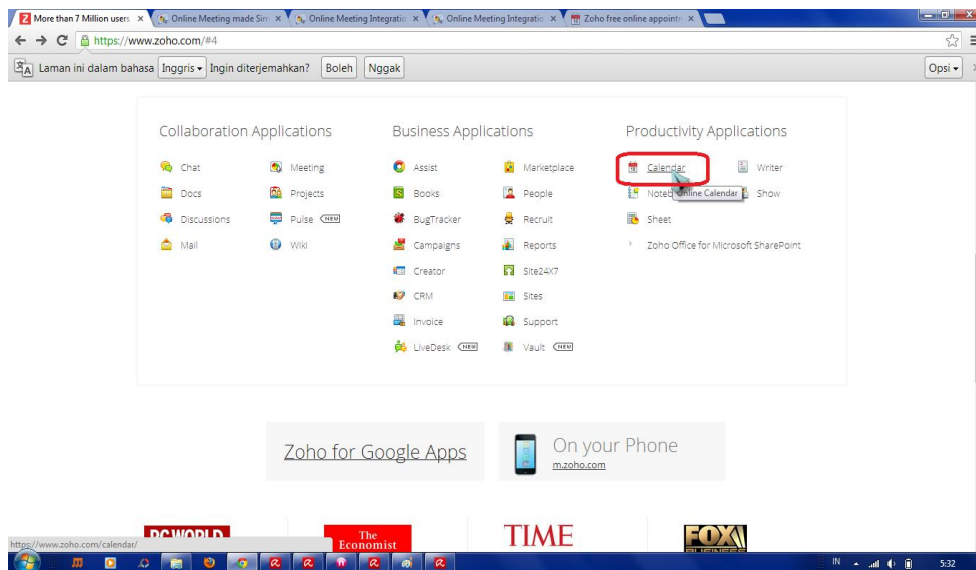 More than 7 Million users
Online Meeting made Sim
Online Meeting Integratio
Online Meeting Integratio
Zoho free online appointm
https://www.zoho.com/#4
Laman ini dalam bahasa Inggris Ingin diterjemahkan? Boleh Nggak Opsi
Collaboration Applications
Chat Meeting
Docs Projects
Discussions Pulse NEW
Mail Wiki
Business Applications
Assist Marketplace
Books People
BugTracker Recruit
Campaigns Reports
Creator Site24X7
CRM Sites
Invoice Support
LiveDesk NEW Vault NEW
Productivity Applications
Calendar Writer
Online Calendar Show
Sheet
Zoho Office for Microsoft SharePoint
Zoho for Google Apps
On your Phone
m.zoho.com
PCWORLD
The
Economist
TIME
FOX
BUSINESS
https://www.zoho.com/calendar/
IN 5:32